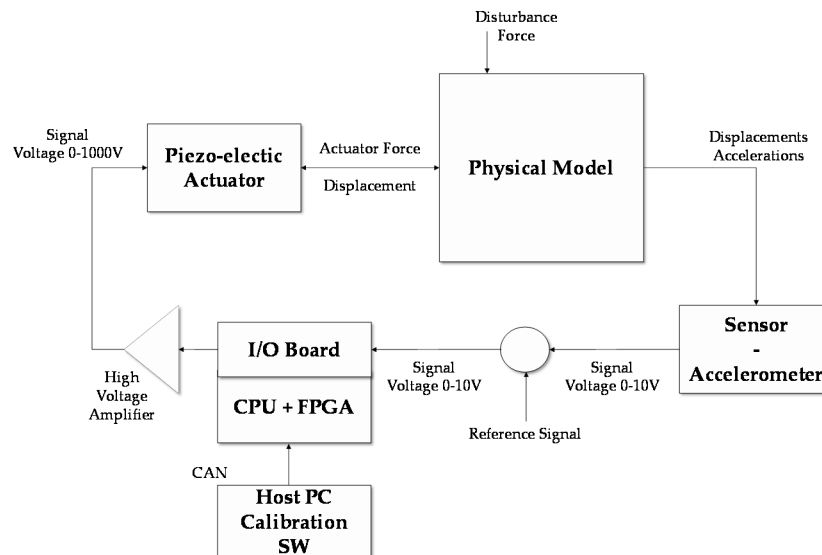 Disturbance
Force
Signal
Voltage 0-1000V
Piezo-electic
Actuator
Actuator Force
Displacement
Physical Model
Displacements
Accelerations
High
Voltage
Amplifier
I/O Board
CPU + FPGA
Signal
Voltage 0-10V
Reference Signal
Signal
Voltage 0-10V
Sensor
-
Accelerometer
CAN
Host PC
Calibration
SW